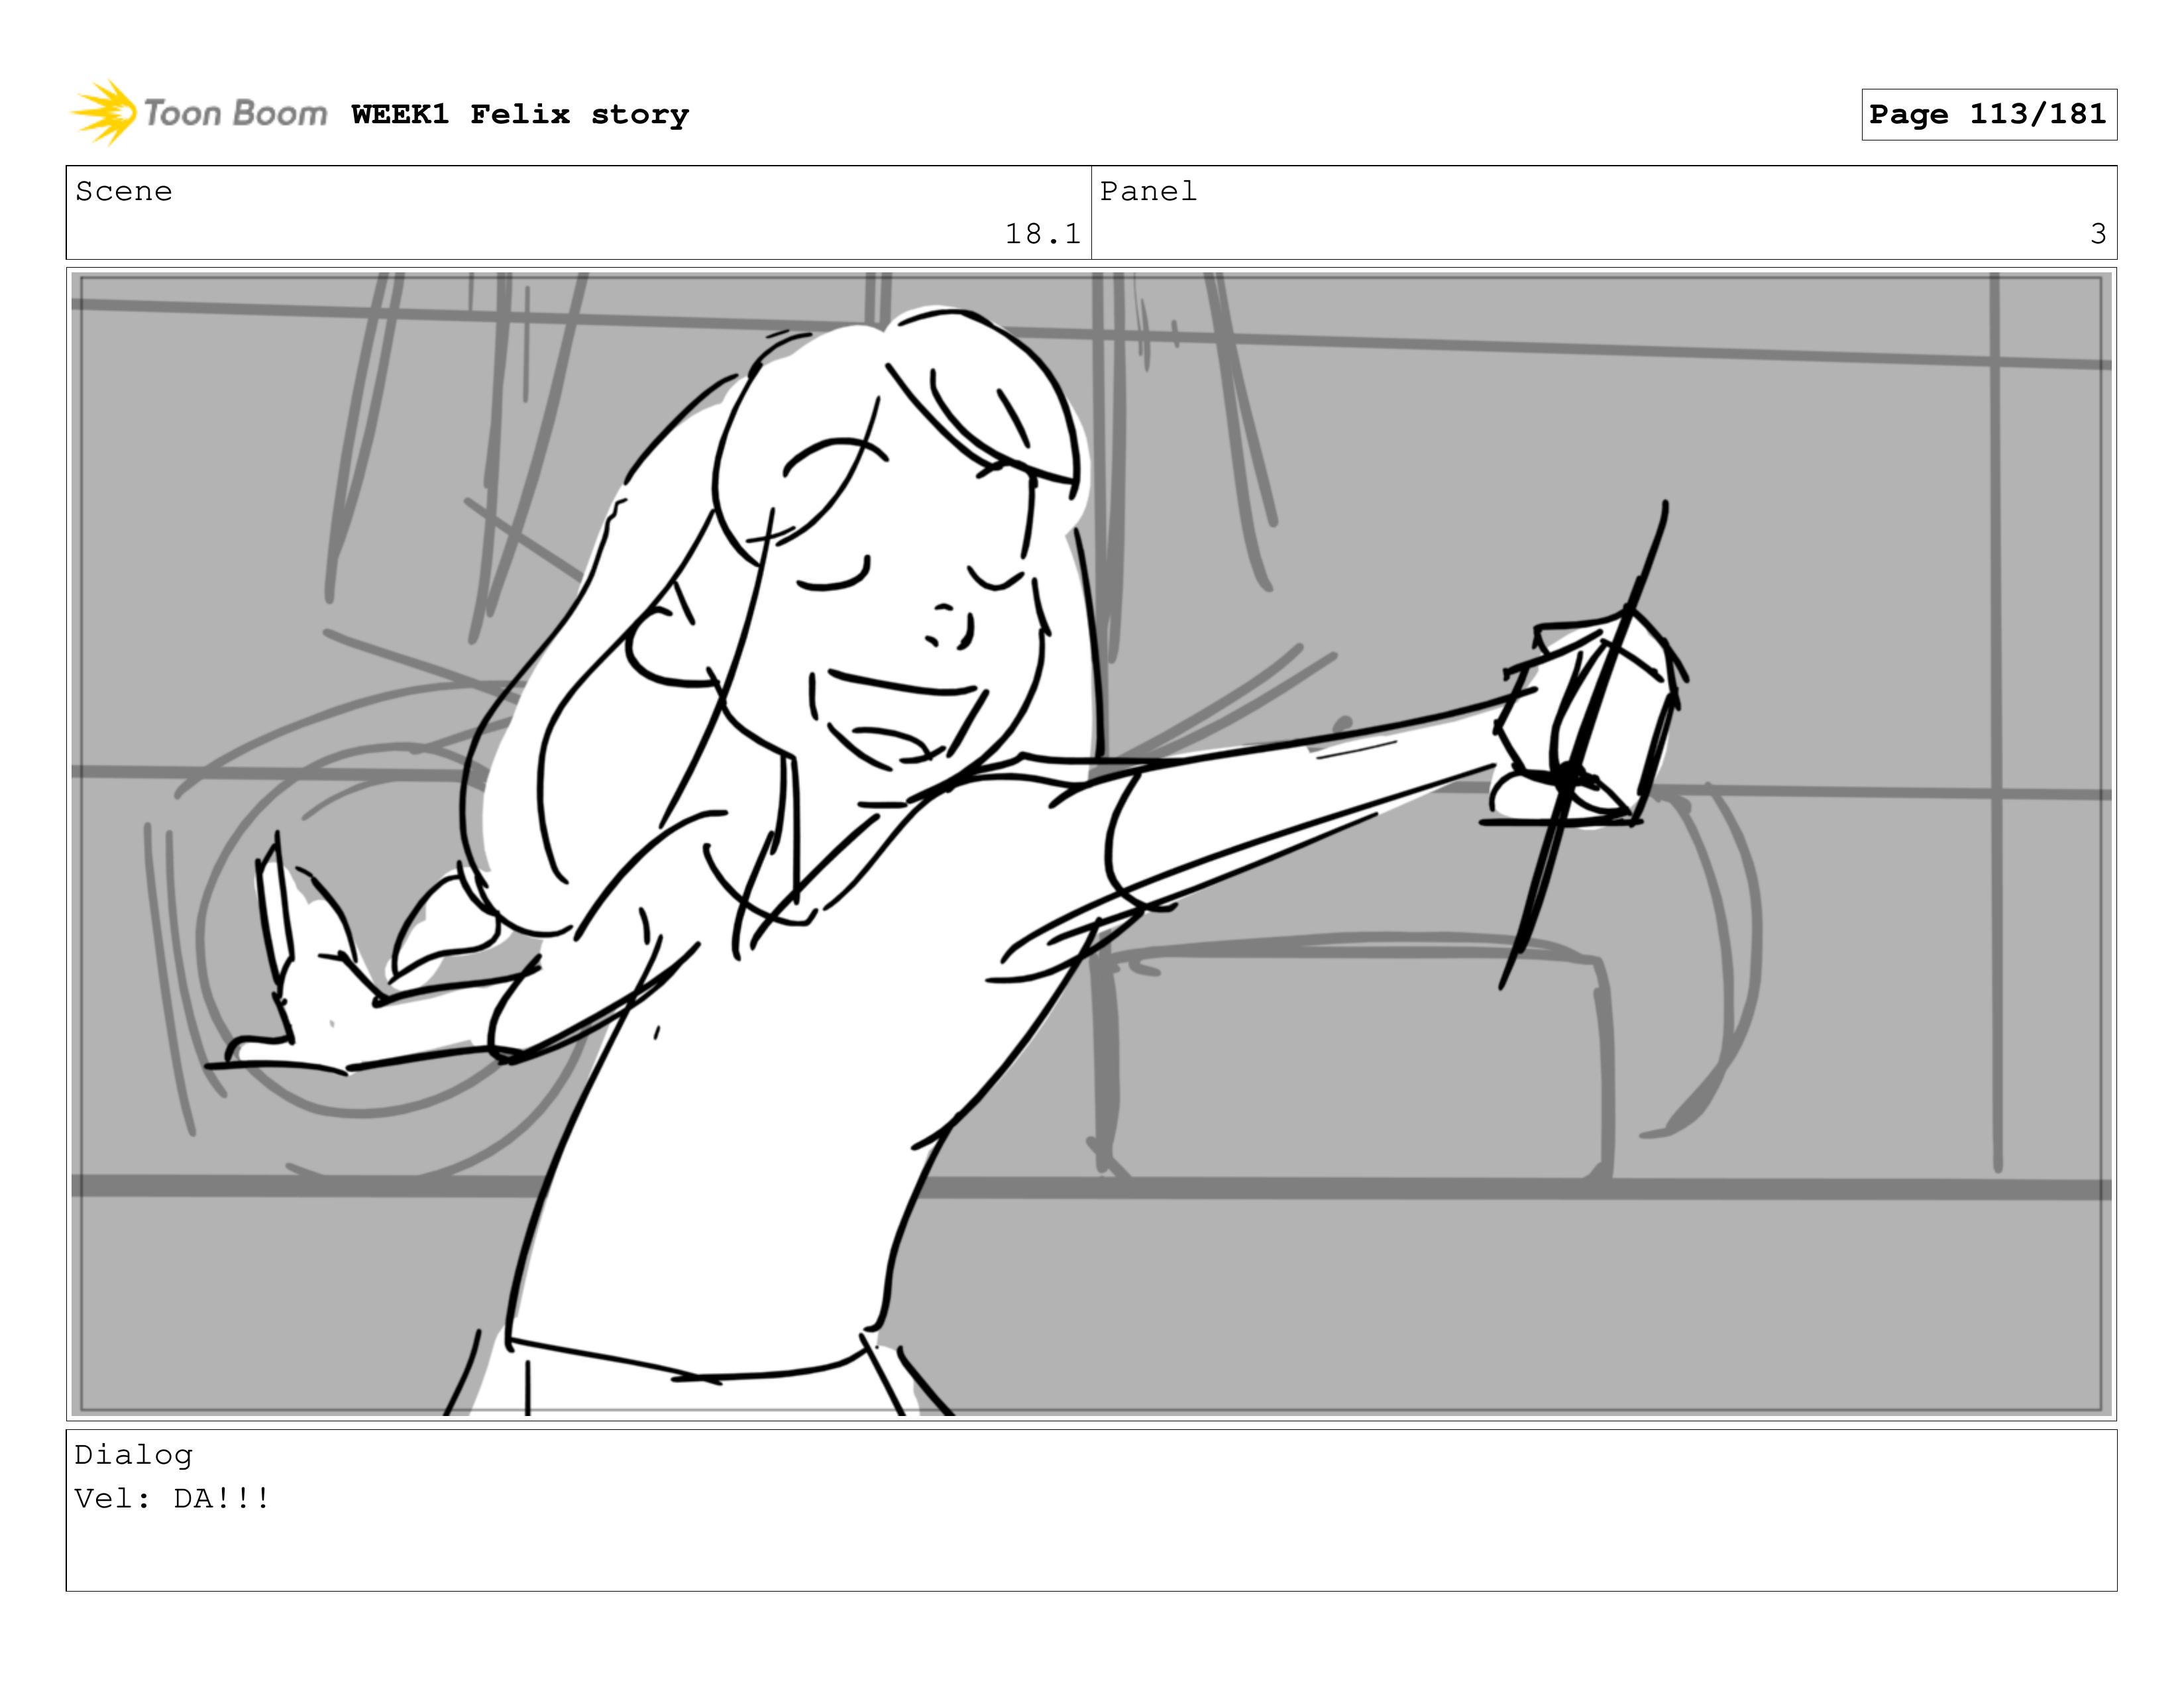 Toon Boom WEEK1 Felix story
Page 113/181
Scene
18.1
Panel
3
Dialog
Vel: DA!!!